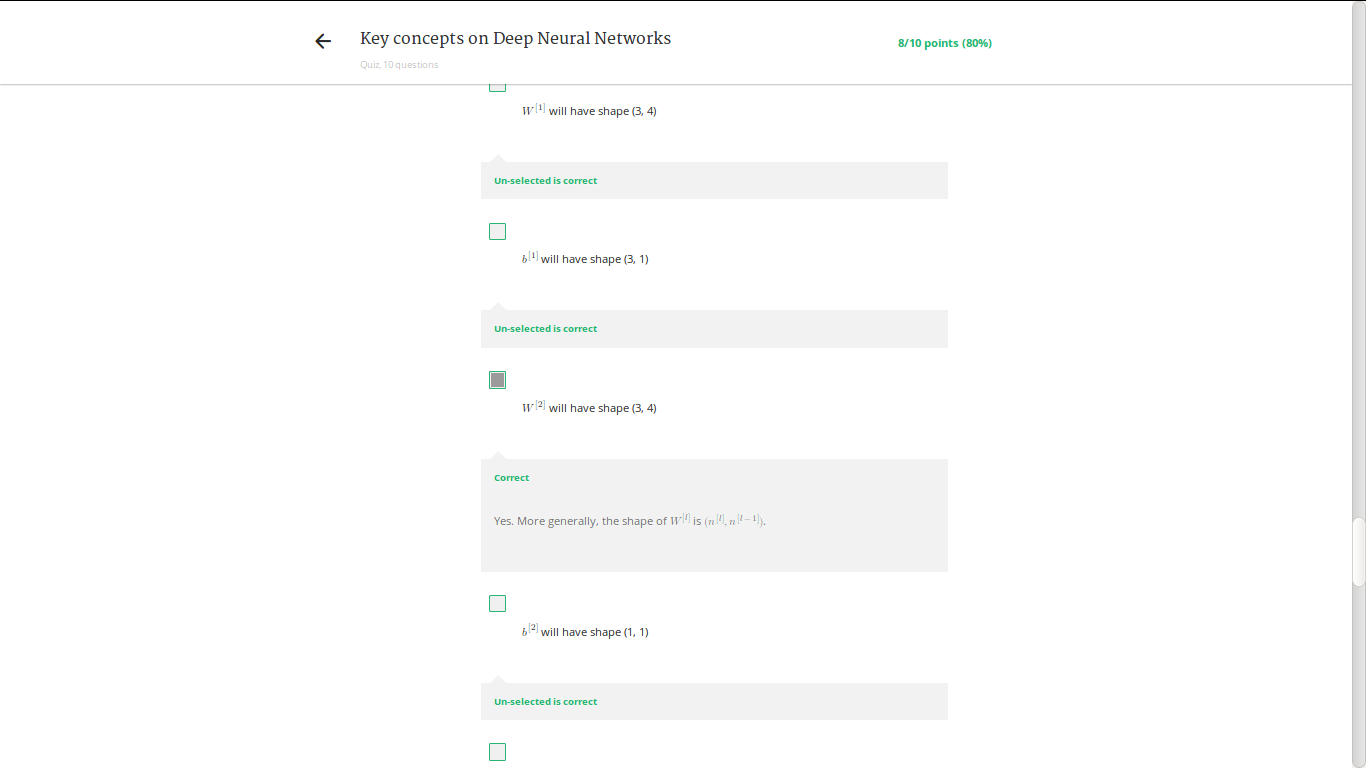 Key concepts on Deep Neural Networks
8/10 points (80%)
Quiz, 10 questions
W[1] will have shape (3, 4)
Un-selected is correct
b[1] will have shape (3, 1)
Un-selected is correct
W[2] will have shape (3, 4)
Correct
Yes. More generally, the shape of W[l] is (n[l], n[l−1]).
b[2] will have shape (1, 1)
Un-selected is correct